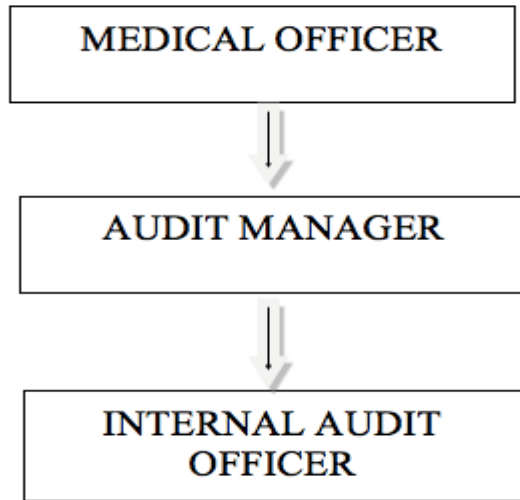 MEDICAL OFFICER
AUDIT MANAGER
INTERNAL AUDIT
OFFICER